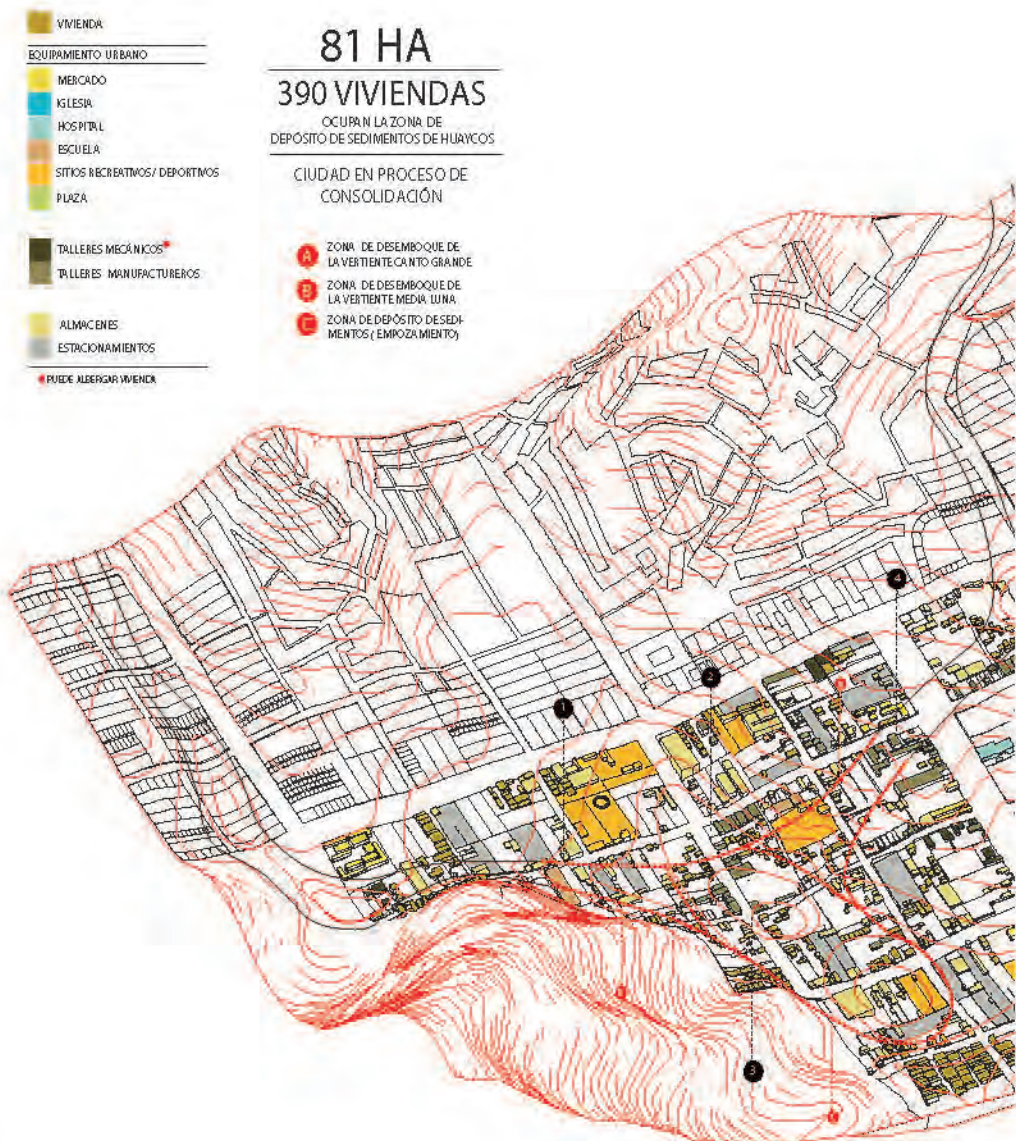 VIVIENDA
EQUIPAMIENTO URBANO
MERCADO
IGLESIA
HOSPITAL
ESCUELA
SITIOS RECREATIVOS/ DEPORTIVOS
PLAZA
TALLERES MECÁNICOS*
TALLERES MANUFACTUREROS
ALMACENES
ESTACIONAMIENTOS
*PUEDE ALBERGAR VIVIENDA
81 HA
390 VIVIENDAS
OCUPAN LA ZONA DE
DEPÓSITO DE SEDIMENTOS DE HUAYCOS
CIUDAD EN PROCESO DE
CONSOLIDACIÓN
A ZONA DE DESEMBOQUE DE
LA VERTIENTE CANTO GRANDE
B ZONA DE DESEMBOQUE DE
LA VERTIENTE MEDIA LUNA
C ZONA DE DEPÓSITO DE SEDI-
MENTOS ( EMPOZAMIENTO)
4
2
1
3